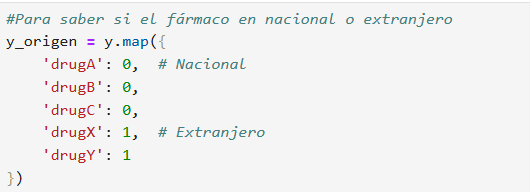 #Para saber si el fármaco en nacional o extranjero
y_origen = y.map({
    'drugA': 0,  # Nacional
    'drugB': 0,
    'drugC': 0,
    'drugX': 1,  # Extranjero
    'drugY': 1
})